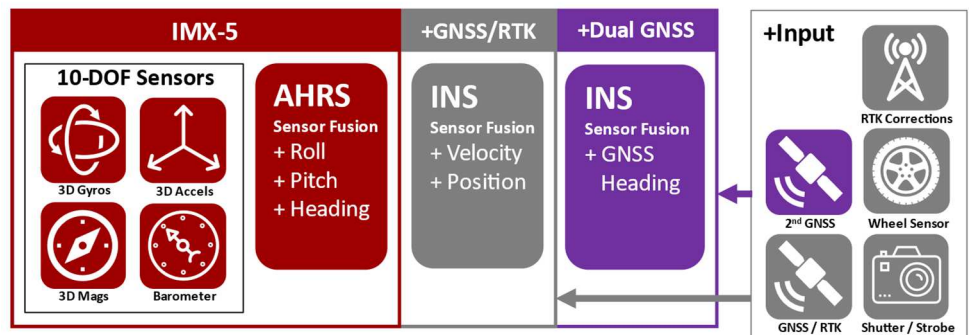 IMX-5
+GNSS/RTK
+Dual GNSS
+Input
10-DOF Sensors
3D Gyros
3D Accels
3D Mags
Barometer
AHRS
Sensor Fusion
+ Roll
+ Pitch
+ Heading
INS
Sensor Fusion
+ Velocity
+ Position
INS
Sensor Fusion
+ GNSS
Heading
RTK Corrections
2nd GNSS
Wheel Sensor
GNSS / RTK
Shutter / Strobe